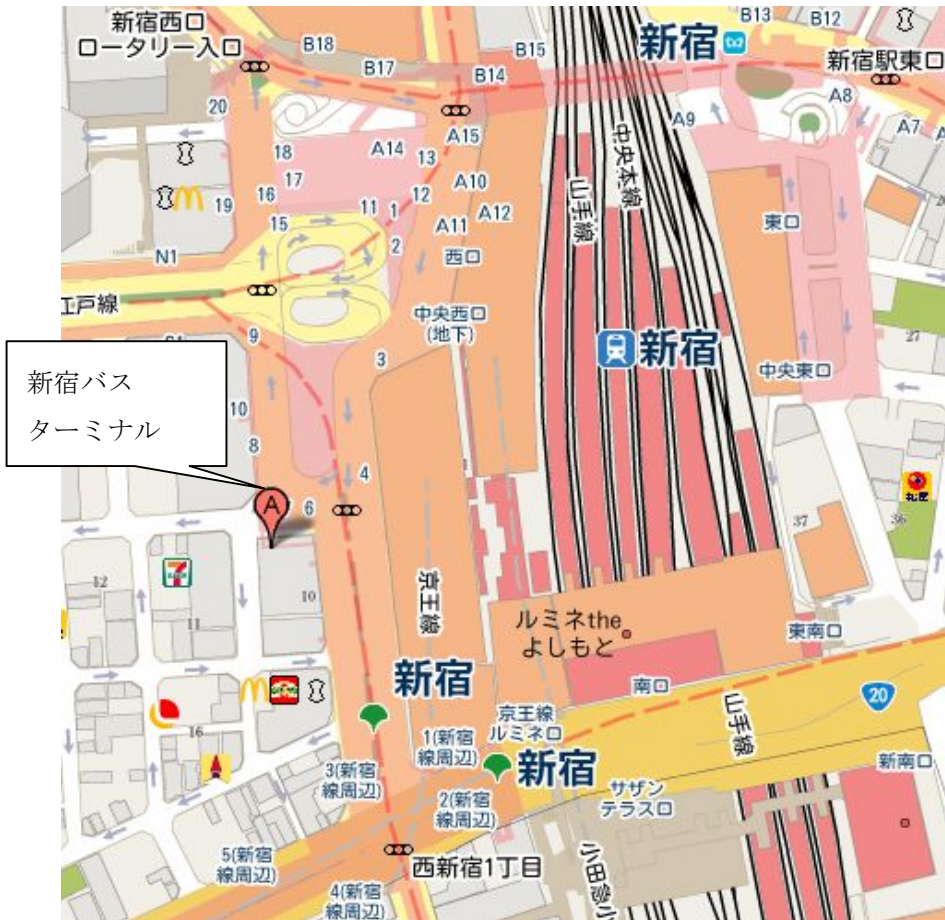 新宿西口
ロータリー入口
B18
B17
B15
B14
新宿
B13
B12
新宿駅東口
20
A15
A14
13
18
17
16
19
15
11
12
1
2
A10
A11
A12
A9
A8
A7
西口
山手線
中央本線
東口
N1
江戸線
中央西口
(地下)
新宿
9
3
27
中央東口
新宿バス
ターミナル
10
8
4
A
6
37
36
12
11
10
京王線
ルミネthe
よしもと
東南口
南口
20
新宿
16
京王線
ルミネ口
1(新宿
線周辺)
新宿
山手線
新南口
3(新宿
線周辺)
2(新宿
線周辺)
サザン
テラス口
5(新宿
線周辺)
4(新宿
線周辺)
西新宿1丁目
小田急小